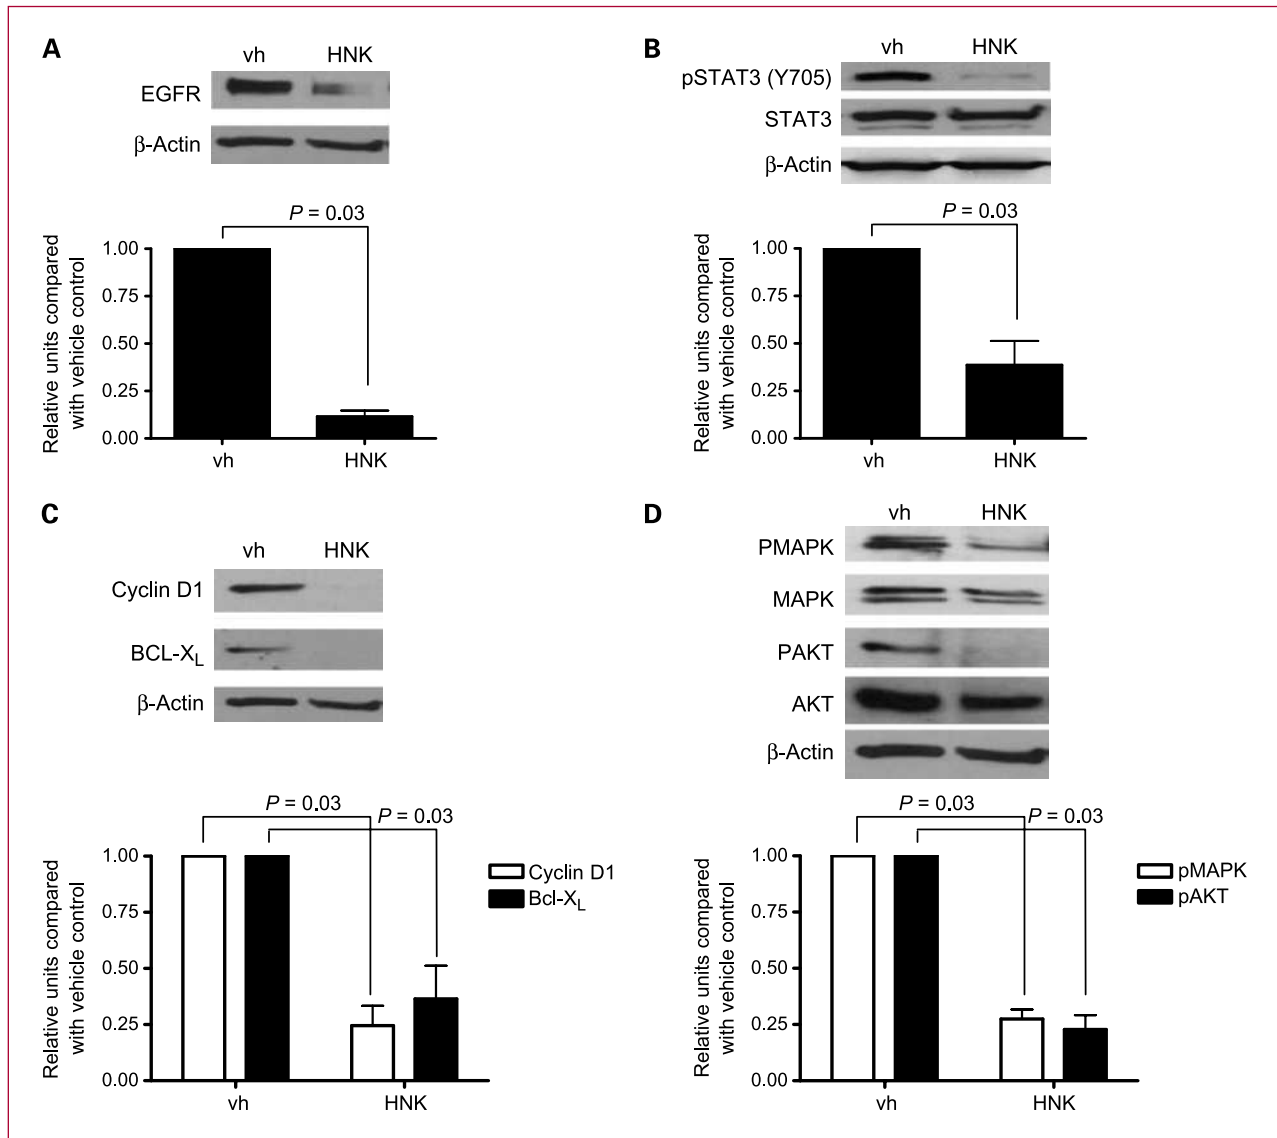 A
vh HNK
EGFR
β-Actin
P = 0.03
Relative units compared
with vehicle control
1.00
0.75
0.50
0.25
0.00
vh HNK
B
vh HNK
pSTAT3 (Y705)
STAT3
β-Actin
P = 0.03
Relative units compared
with vehicle control
1.00
0.75
0.50
0.25
0.00
vh HNK
C
vh HNK
Cyclin D1
BCL-XL
β-Actin
P = 0.03
P = 0.03
Relative units compared
with vehicle control
1.00
0.75
0.50
0.25
0.00
vh HNK
Cyclin D1
Bcl-XL
D
vh HNK
PMAPK
MAPK
PAKT
AKT
β-Actin
P = 0.03
P = 0.03
Relative units compared
with vehicle control
1.00
0.75
0.50
0.25
0.00
vh HNK
pMAPK
pAKT